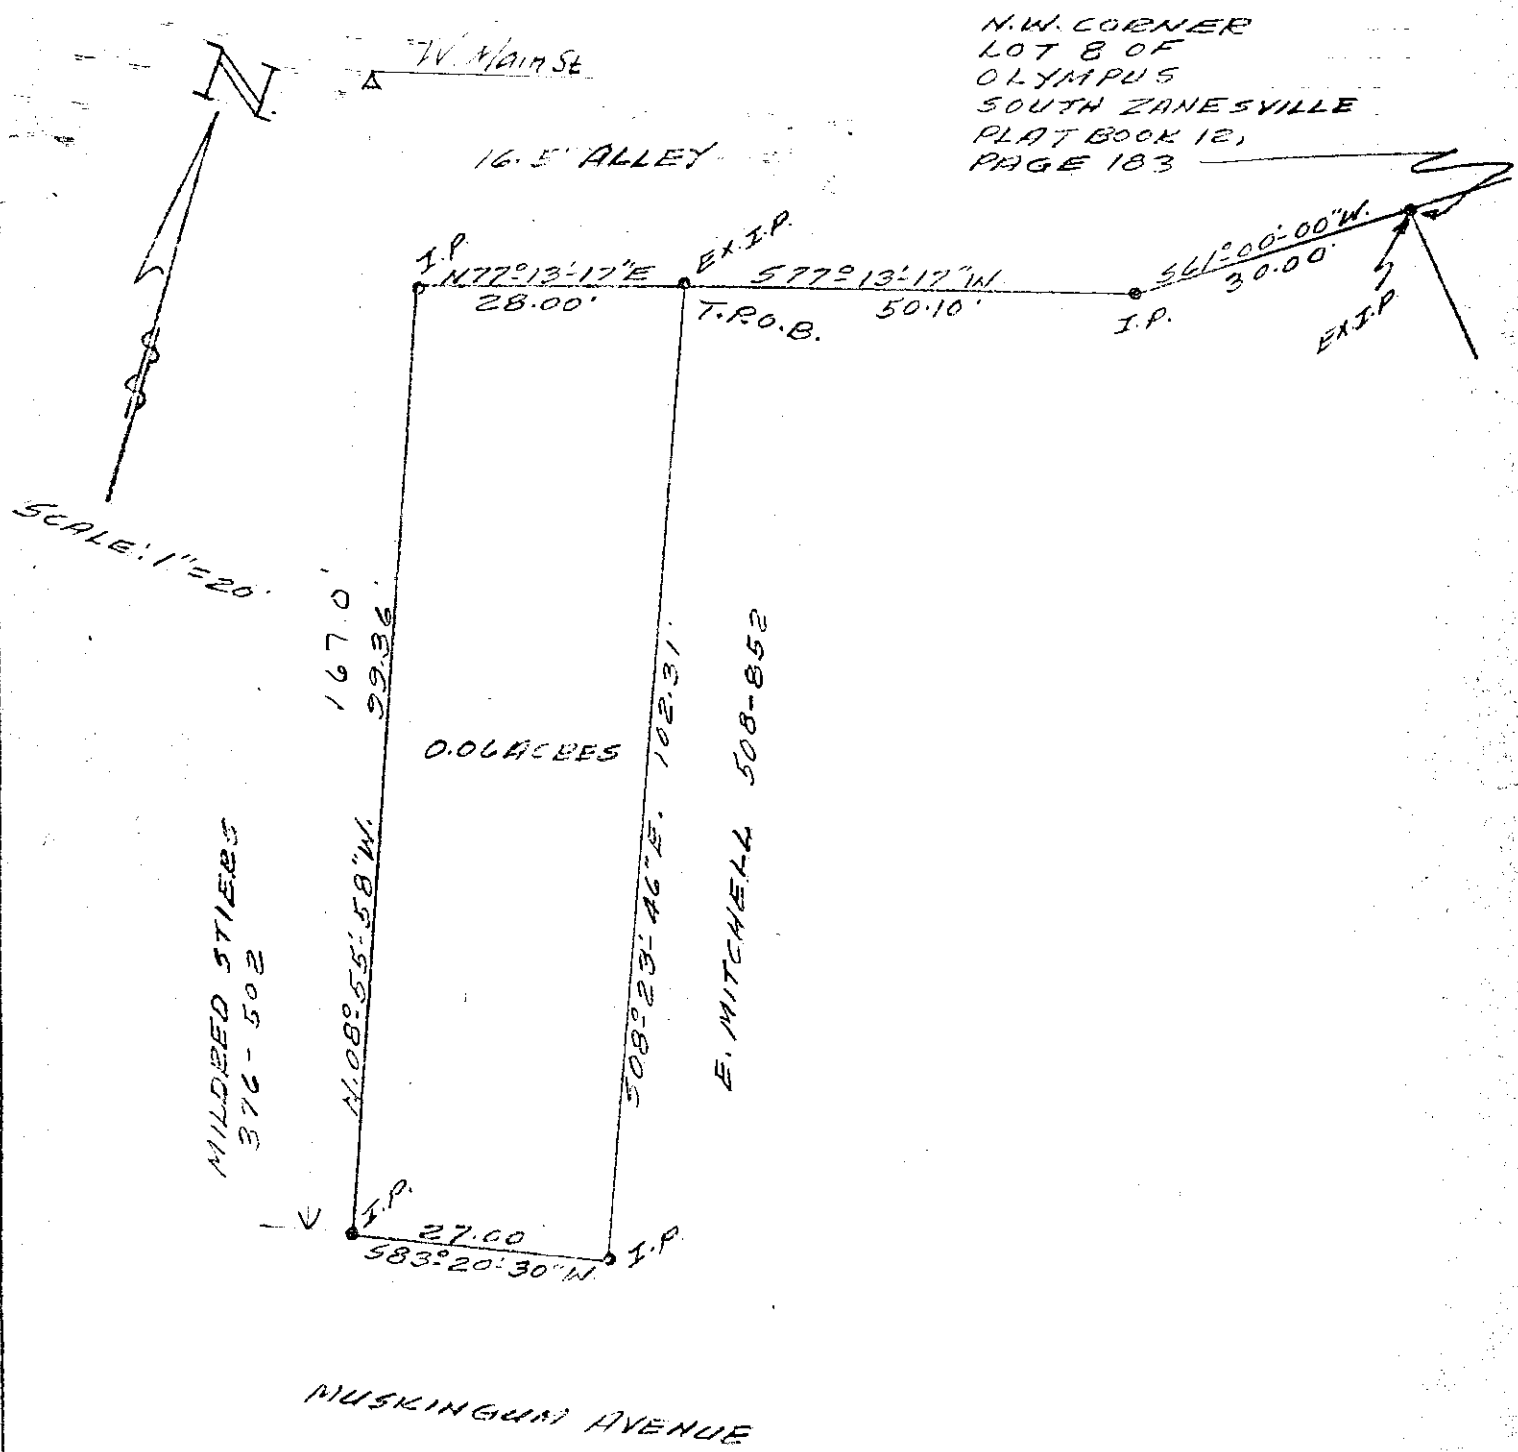 N
W. Main St
N.W. CORNER
LOT 8 OF
OLYMPUS
SOUTH ZANESVILLE
PLAT BOOK 12,
PAGE 183
16.5' ALLEY
I.P.
N77°-13'-17"E
28.00'
EX. I.P.
T.P.O.B.
S77°-13'-17"W
50.10'
I.P.
S61°-00'-00"W.
30.00'
EX. I.P.
SCALE: 1"=20'
167.0'
99.36'
N.08°-55'-58"W.
0.06 ACRES
S08°-23'-46"E. 102.31'
E. MITCHELL 508-852
MILDRED STIERS
376-502
I.P.
27.00
S83°-20'-30"W.
I.P.
MUSKINGUM AVENUE